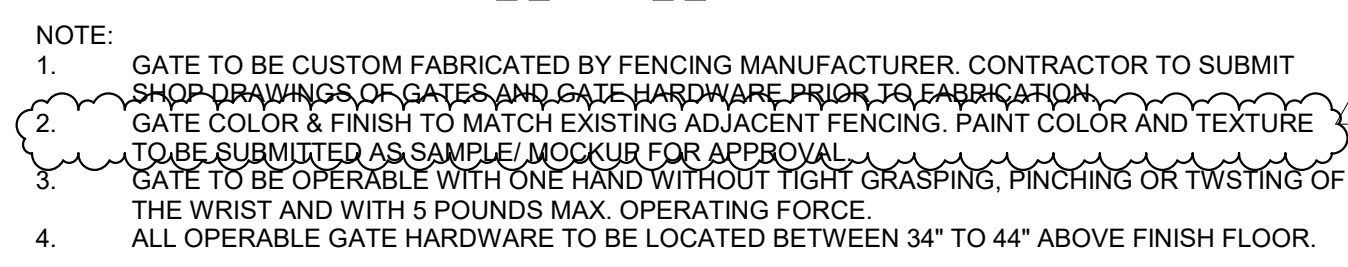 NOTE:
1. GATE TO BE CUSTOM FABRICATED BY FENCING MANUFACTURER. CONTRACTOR TO SUBMIT
SHOP DRAWINGS OF GATES AND GATE HARDWARE PRIOR TO FABRICATION.
2. GATE COLOR & FINISH TO MATCH EXISTING ADJACENT FENCING. PAINT COLOR AND TEXTURE
TO BE SUBMITTED AS SAMPLE/ MOCKUP FOR APPROVAL.
3. GATE TO BE OPERABLE WITH ONE HAND WITHOUT TIGHT GRASPING, PINCHING OR TWSTING OF
THE WRIST AND WITH 5 POUNDS MAX. OPERATING FORCE.
4. ALL OPERABLE GATE HARDWARE TO BE LOCATED BETWEEN 34" TO 44" ABOVE FINISH FLOOR.